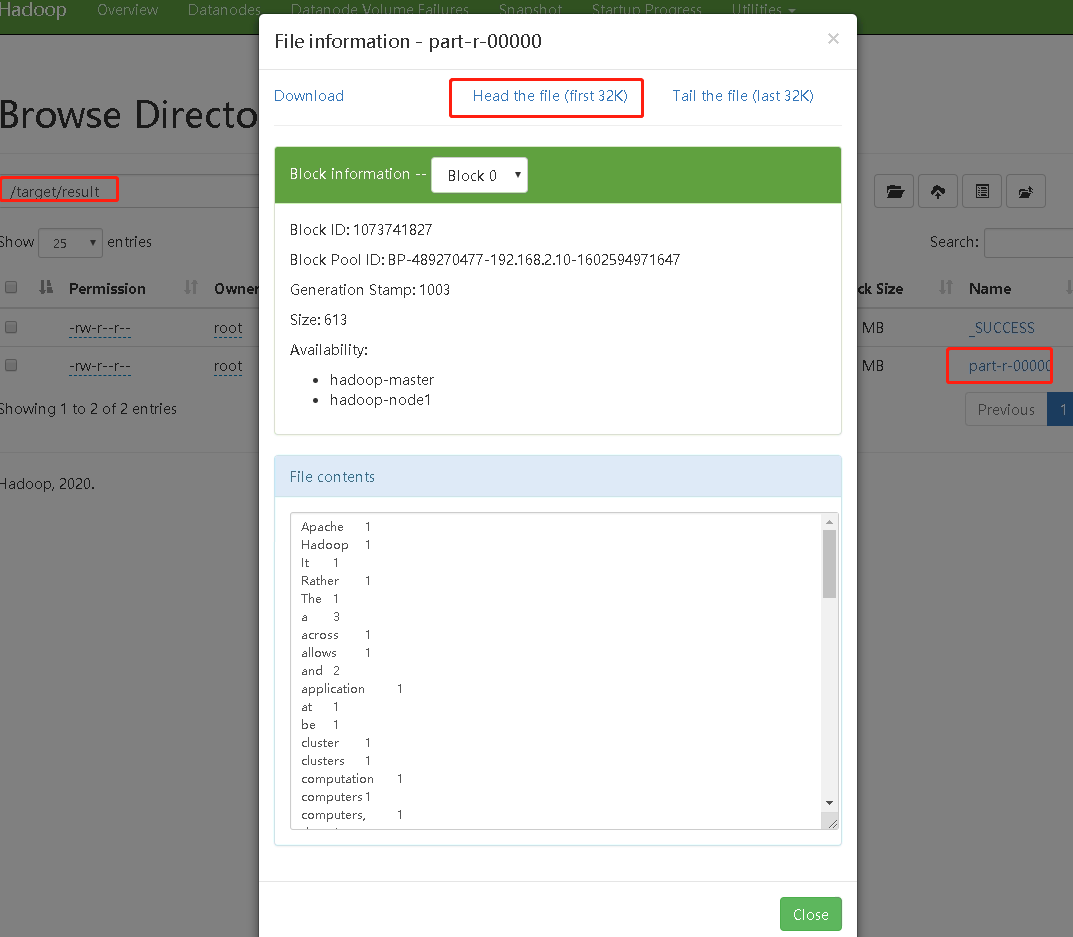 Hadoop Overview Datanodes Datanode Volume Failures Snapshot Startup Progress Utilities
File information - part-r-00000 ×
Download Head the file (first 32K) Tail the file (last 32K)
Browse Directo
Block information -- Block 0
/target/result
Block ID: 1073741827
Show 25 entries Search:
Block Pool ID: BP-489270477-192.168.2.10-1602594971647
Permission Owner ck Size Name
Generation Stamp: 1003
Size: 613
-rw-r--r-- root MB _SUCCESS
Availability:
-rw-r--r-- root MB part-r-00000
• hadoop-master
• hadoop-node1
Showing 1 to 2 of 2 entries Previous 1
Hadoop, 2020.
File contents
Apache 1
Hadoop 1
It 1
Rather 1
The 1
a 3
across 1
allows 1
and 2
application 1
at 1
be 1
cluster 1
clusters 1
computation 1
computers 1
computers, 1
Close